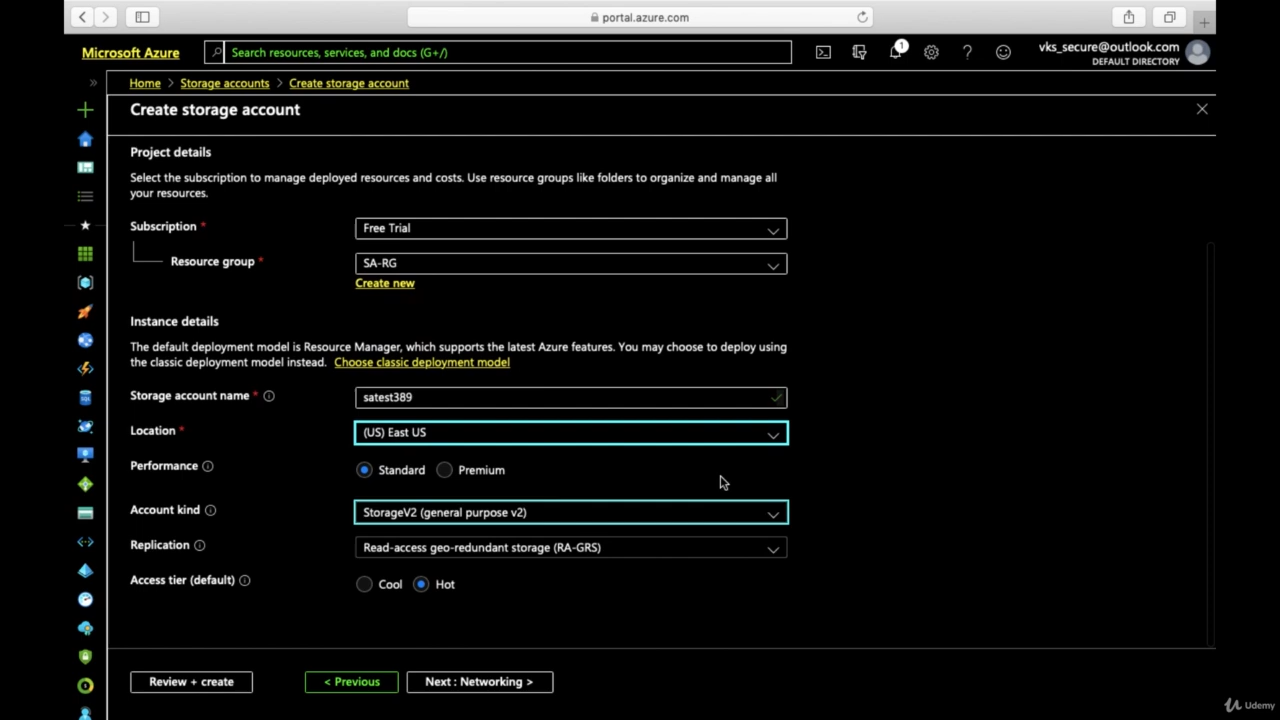 portal.azure.com
Microsoft Azure
Search resources, services, and docs (G+/)
1
vks_secure@outlook.com
DEFAULT DIRECTORY
Home > Storage accounts > Create storage account
Create storage account
Project details
Select the subscription to manage deployed resources and costs. Use resource groups like folders to organize and manage all
your resources.
Subscription *
Free Trial
Resource group *
SA-RG
Create new
Instance details
The default deployment model is Resource Manager, which supports the latest Azure features. You may choose to deploy using
the classic deployment model instead. Choose classic deployment model
Storage account name *
satest389
Location *
(US) East US
Performance
Standard Premium
Account kind
StorageV2 (general purpose v2)
Replication
Read-access geo-redundant storage (RA-GRS)
Access tier (default)
Cool Hot
Review + create
< Previous
Next : Networking >
Udemy